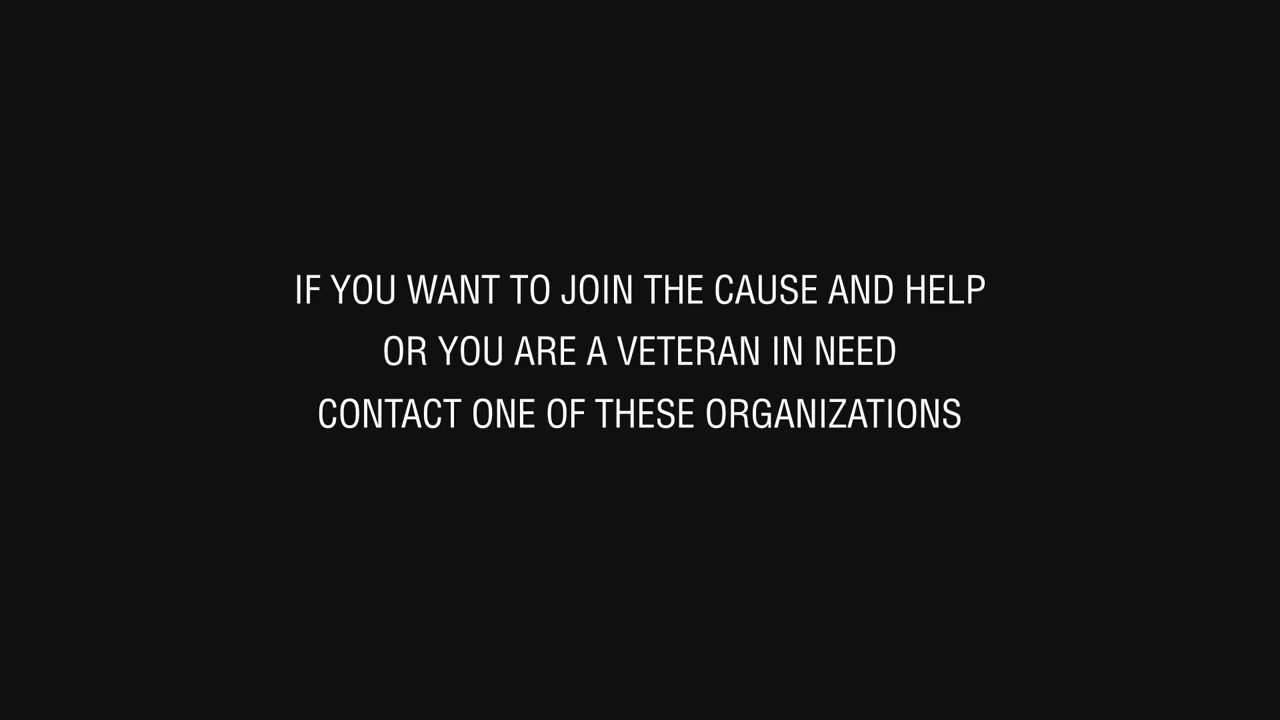 IF YOU WANT TO JOIN THE CAUSE AND HELP
OR YOU ARE A VETERAN IN NEED
CONTACT ONE OF THESE ORGANIZATIONS